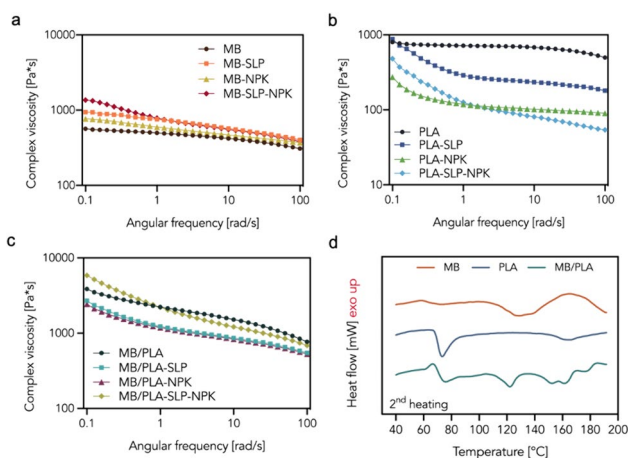 a
Complex viscosity [Pa*s]
10000
1000
100
0.1
1
10
100
Angular frequency [rad/s]
MB
MB-SLP
MB-NPK
MB-SLP-NPK
b
Complex viscosity [Pa*s]
1000
100
10
0.1
1
10
100
Angular frequency [rad/s]
PLA
PLA-SLP
PLA-NPK
PLA-SLP-NPK
c
Complex viscosity [Pa*s]
10000
1000
100
0.1
1
10
100
Angular frequency [rad/s]
MB/PLA
MB/PLA-SLP
MB/PLA-NPK
MB/PLA-SLP-NPK
d
MB PLA MB/PLA
Heat flow [mW] exo up
2nd heating
40 60 80 100 120 140 160 180 200
Temperature [°C]